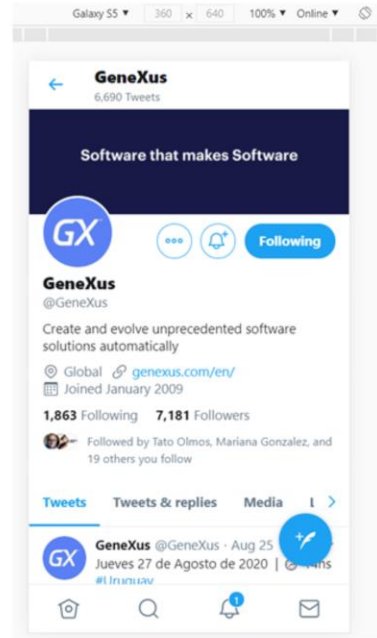 Galaxy S5 ▼ 360 x 640 100% ▼ Online ▼
GeneXus
6,690 Tweets
Software that makes Software
GX
Following
GeneXus
@GeneXus
Create and evolve unprecedented software
solutions automatically
Global genexus.com/en/
Joined January 2009
1,863 Following 7,181 Followers
Followed by Tato Olmos, Mariana Gonzalez, and
19 others you follow
Tweets Tweets & replies Media
GX
GeneXus @GeneXus · Aug 25
Jueves 27 de Agosto de 2020 |
#Uruguay
1